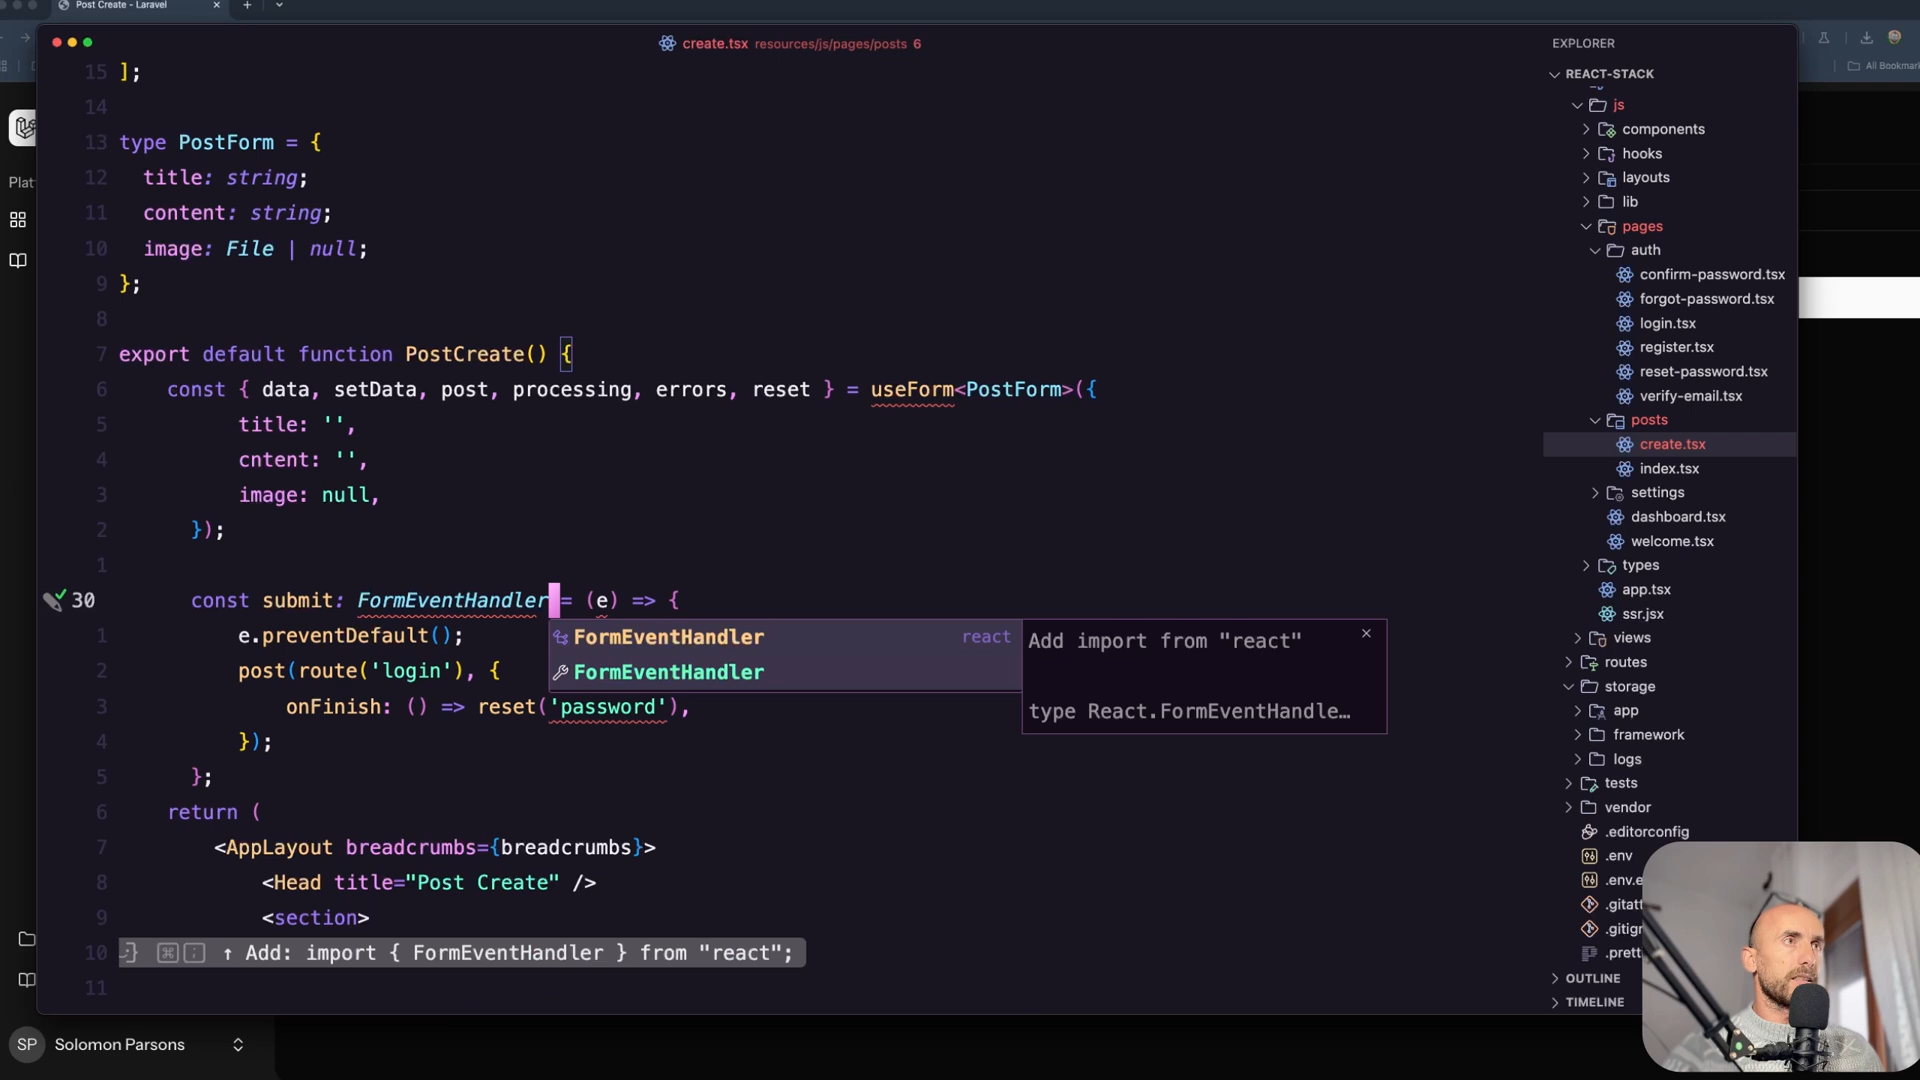 Post Create - Laravel
All Bookmar
create.tsx resources/js/pages/posts 6
15 ];
14
13 type PostForm = {
12 title: string;
11 content: string;
10 image: File | null;
9 };
8
7 export default function PostCreate() {
6 const { data, setData, post, processing, errors, reset } = useForm<PostForm>({
5 title: '',
4 cntent: '',
3 image: null,
2 });
1
30 const submit: FormEventHandler = (e) => {
1 e.preventDefault();
2 post(route('login'), {
3 onFinish: () => reset('password'),
4 });
5 };
6 return (
7 <AppLayout breadcrumbs={breadcrumbs}>
8 <Head title="Post Create" />
9 <section>
10 ↑ Add: import { FormEventHandler } from "react";
11
FormEventHandler react
FormEventHandler
Add import from "react"
type React.FormEventHandle…
EXPLORER
REACT-STACK
js
components
hooks
layouts
lib
pages
auth
confirm-password.tsx
forgot-password.tsx
login.tsx
register.tsx
reset-password.tsx
verify-email.tsx
posts
create.tsx
index.tsx
settings
dashboard.tsx
welcome.tsx
types
app.tsx
ssr.jsx
views
routes
storage
app
framework
logs
tests
vendor
.editorconfig
.env
.env.e
.gitatt
.gitign
.prett
OUTLINE
TIMELINE
Plat
SP Solomon Parsons